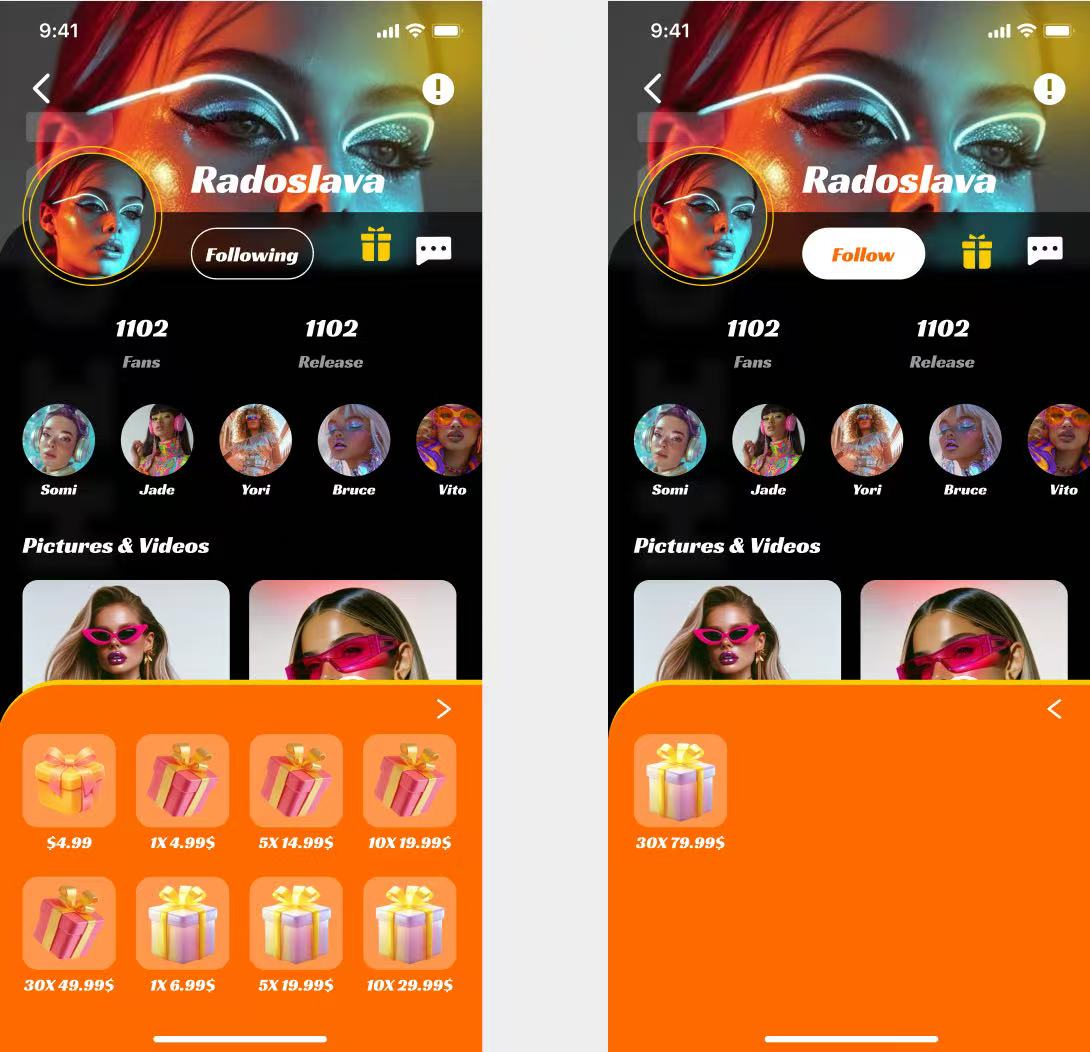 9:41
Radoslava
Following
1102
1102
Fans
Release
Somi
Jade
Yori
Bruce
Vito
Pictures & Videos
$4.99
1X 4.99$
5X 14.99$
10X 19.99$
30X 49.99$
1X 6.99$
5X 19.99$
10X 29.99$
9:41
Radoslava
Follow
1102
1102
Fans
Release
Somi
Jade
Yori
Bruce
Vito
Pictures & Videos
30X 79.99$